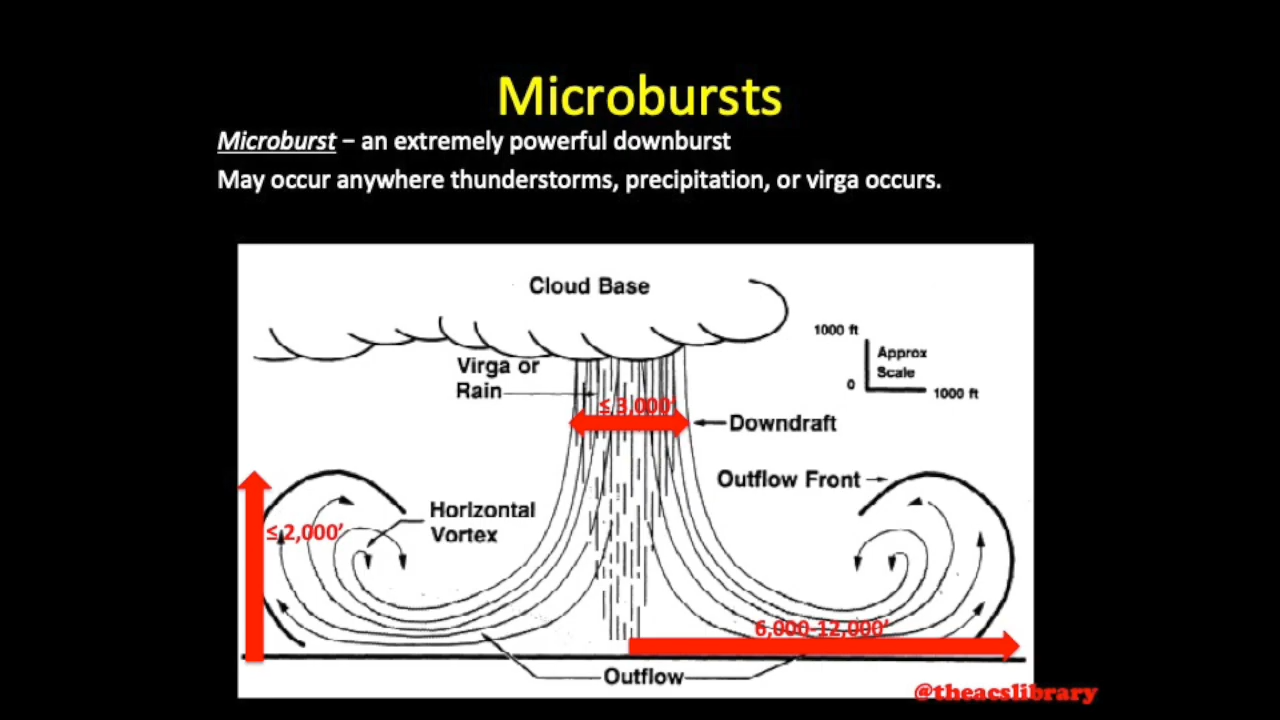 Microbursts
Microburst – an extremely powerful downburst
May occur anywhere thunderstorms, precipitation, or virga occurs.
Cloud Base
1000 ft
Approx
Scale
0
1000 ft
Virga or
Rain
≤ 3,000’
Downdraft
Outflow Front
Horizontal
Vortex
≤ 2,000’
6,000-12,000’
Outflow
@theacslibrary